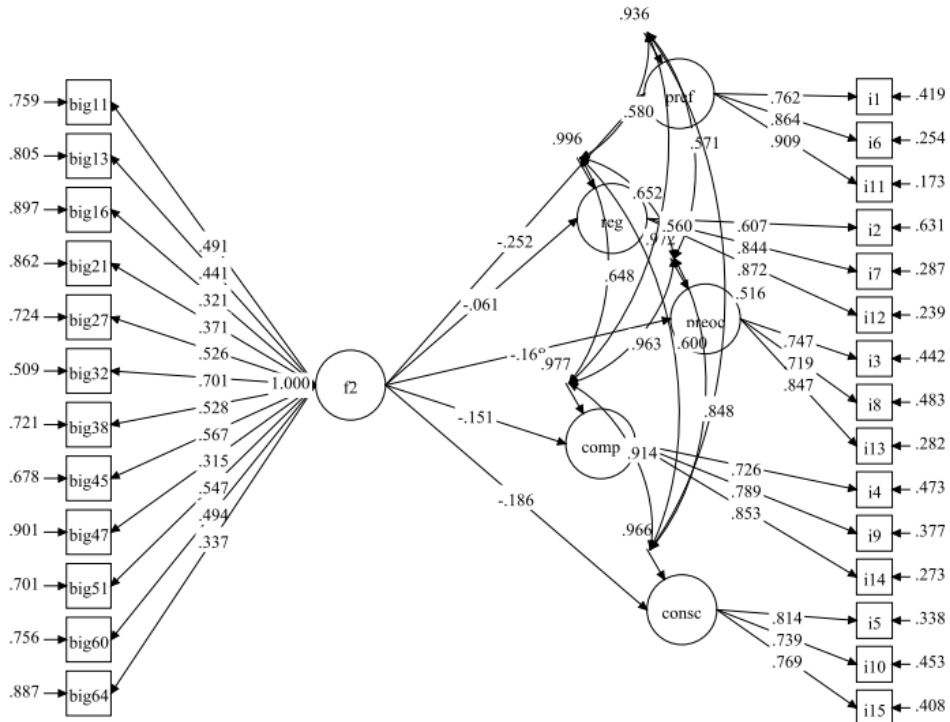 .936
.759 big11
.805 big13
.897 big16
.862 big21
.724 big27
.509 big32
.721 big38
.678 big45
.901 big47
.701 big51
.756 big60
.887 big64
.491
.441
.321
.371
.526
.701
.528
.567
.315
.547
.494
.337
1.000
f2
-.252
-.061
-.151
-.186
pref
.996
reg
preoc
.977
comp
.966
consc
.580
.571
.652
.560
.648
.516
.963
.600
.848
.914
.762
.864
.909
.607
.844
.872
.747
.719
.847
.726
.789
.853
.814
.739
.769
i1 .419
i6 .254
i11 .173
i2 .631
i7 .287
i12 .239
i3 .442
i8 .483
i13 .282
i4 .473
i9 .377
i14 .273
i5 .338
i10 .453
i15 .408